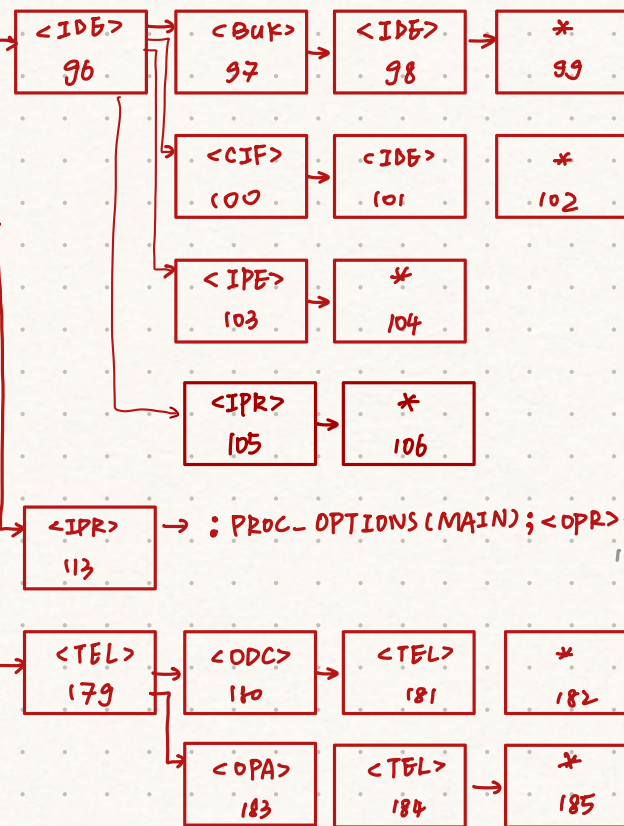 <IDE> <BUK> <IDE> *
96 97 98 99
<CIF> <IDE> *
100 101 102
<IPE> *
103 104
<IPR> *
105 106
<IPR> : PROC_OPTIONS(MAIN);<OPR>
113
<TEL> <ODC> <TEL> *
179 180 181 182
<OPA> <TEL> *
183 184 185